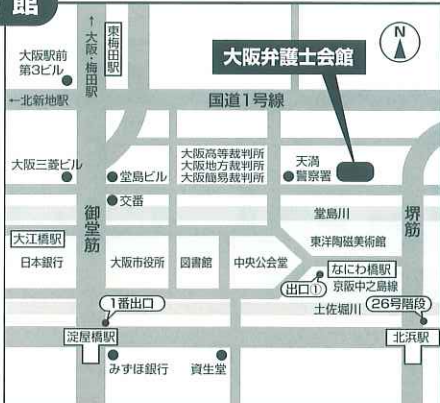 館
N
↑大阪・梅田駅
東梅田駅
大阪駅前
第3ビル
大阪弁護士会館
←北新地駅
国道1号線
大阪三菱ビル
堂島ビル
交番
大阪高等裁判所
大阪地方裁判所
大阪簡易裁判所
天満
警察署
御堂筋
堂島川
堺筋
大江橋駅
日本銀行
大阪市役所
図書館
中央公会堂
東洋陶磁美術館
なにわ橋駅
出口①
京阪中之島線
土佐堀川
1番出口
26号階段
淀屋橋駅
北浜駅
みずほ銀行
資生堂